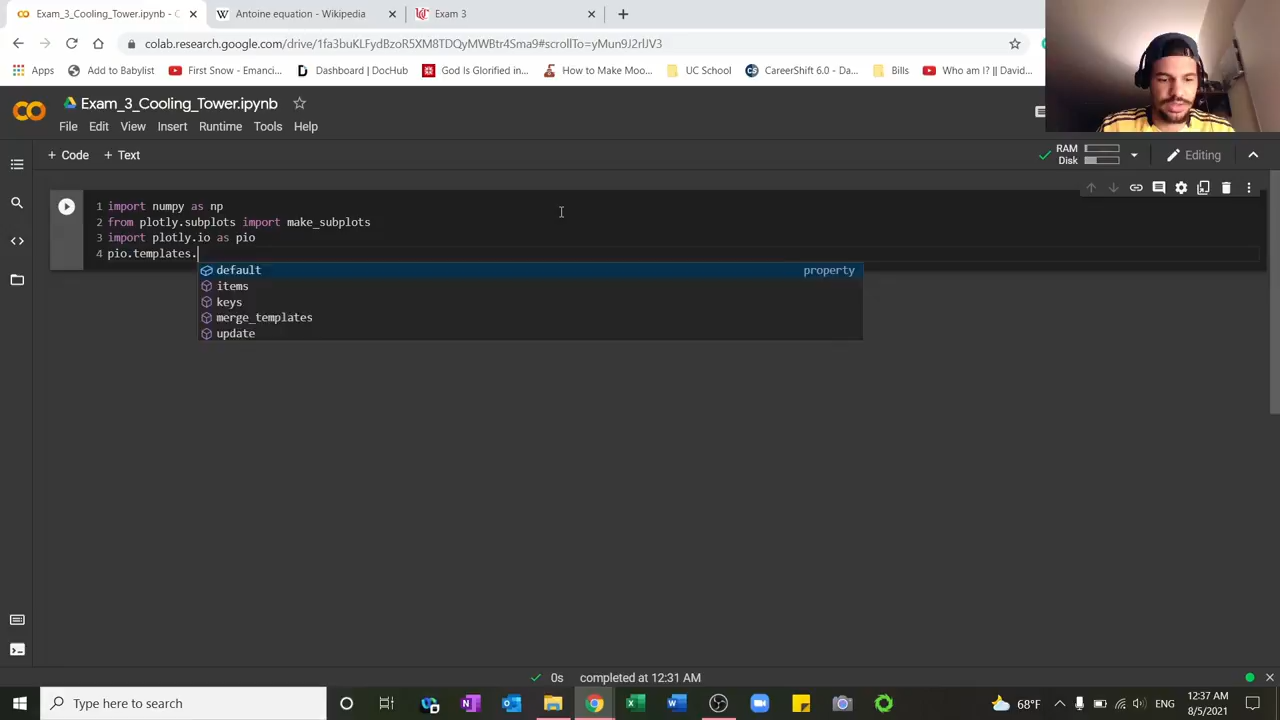 Exam_3_Cooling_Tower.ipynb - C
Antoine equation - Wikipedia
Exam 3
colab.research.google.com/drive/1fa3buKLFydBzoR5XM8TDQyMWBtr4Sma9#scrollTo=yMun9J2rlJV3
Apps
Add to Babylist
First Snow - Emanci...
Dashboard | DocHub
God Is Glorified in...
How to Make Moo...
UC School
CareerShift 6.0 - Da...
Bills
Who am I? || David...
Exam_3_Cooling_Tower.ipynb
File Edit View Insert Runtime Tools Help
+ Code + Text
RAM
Disk
Editing
1 import numpy as np
2 from plotly.subplots import make_subplots
3 import plotly.io as pio
4 pio.templates.
default property
items
keys
merge_templates
update
0s completed at 12:31 AM
Type here to search
68°F
ENG
12:37 AM
8/5/2021